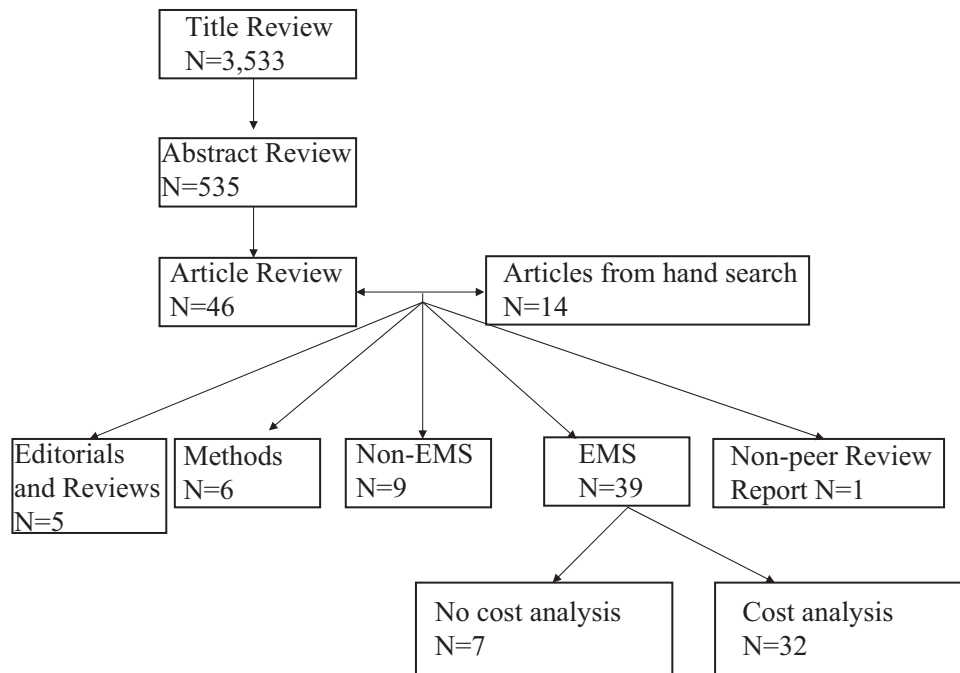 Title Review
N=3,533
Abstract Review
N=535
Article Review
N=46
Articles from hand search
N=14
Editorials
and Reviews
N=5
Methods
N=6
Non-EMS
N=9
EMS
N=39
Non-peer Review
Report N=1
No cost analysis
N=7
Cost analysis
N=32